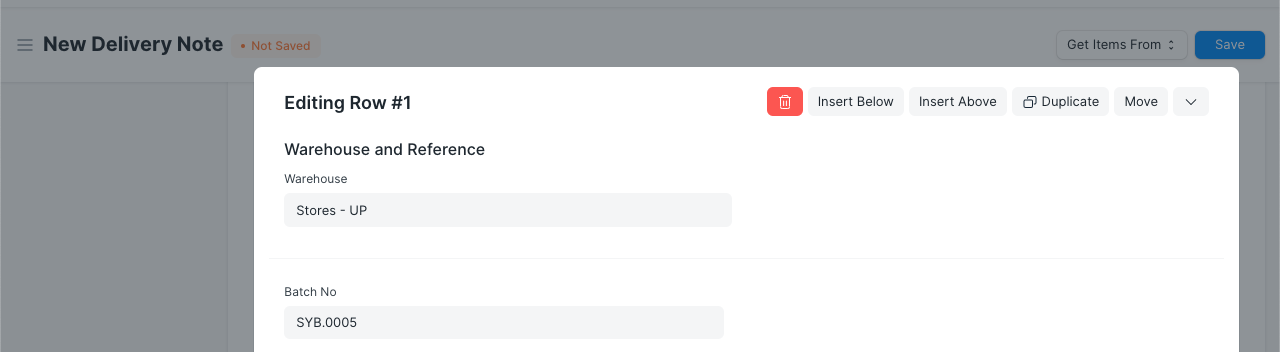 New Delivery Note • Not Saved Get Items From Save
Editing Row #1 Insert Below Insert Above Duplicate Move
Warehouse and Reference
Warehouse
Stores - UP
Batch No
SYB.0005